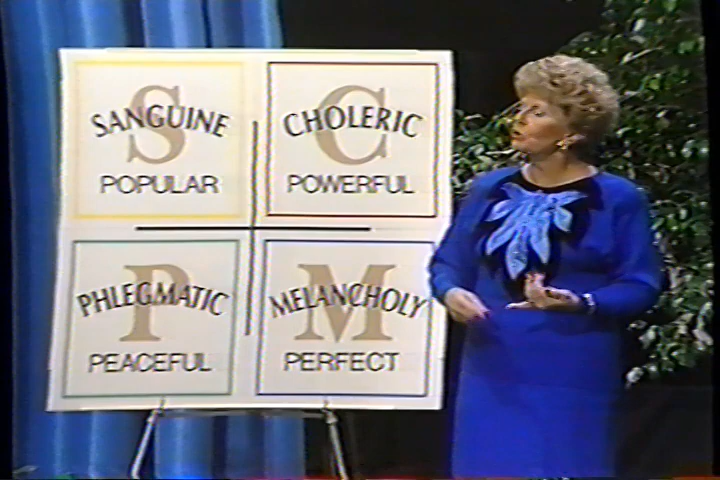 S
SANGUINE
POPULAR
C
CHOLERIC
POWERFUL
P
PHLEGMATIC
PEACEFUL
M
MELANCHOLY
PERFECT